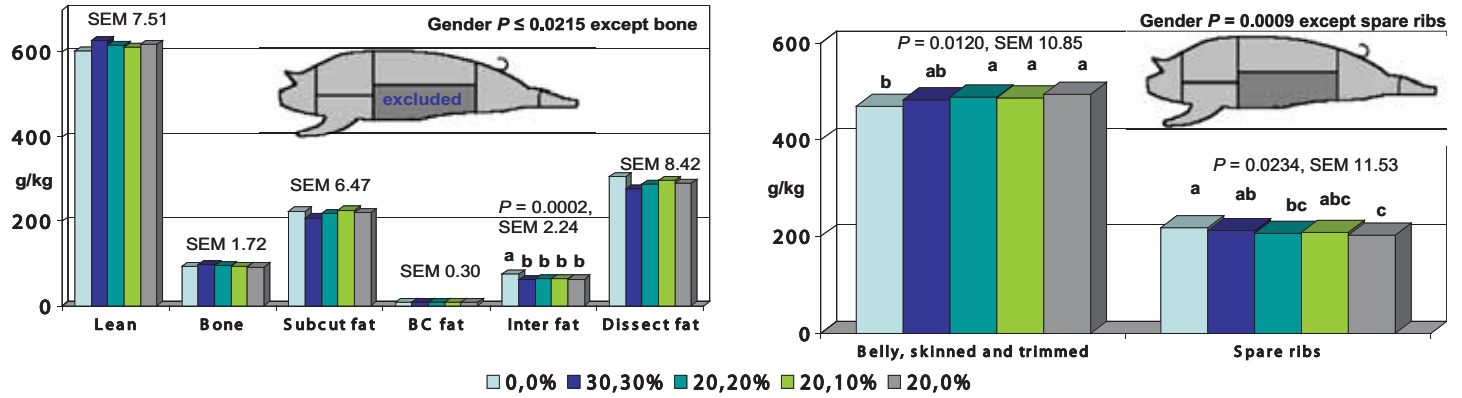 SEM 7.51
Gender P ≤ 0.0215 except bone
600
excluded
400
g/kg
SEM 8.42
SEM 6.47
P = 0.0002,
SEM 2.24
200
SEM 1.72
SEM 0.30
a b b b b
0
Lean Bone Subcut fat BC fat Inter fat Dissect fat
Gender P = 0.0009 except spare ribs
600
P = 0.0120, SEM 10.85
b ab a a a
400
P = 0.0234, SEM 11.53
g/kg
a ab bc abc c
200
0
Belly, skinned and trimmed Spare ribs
0,0% 30,30% 20,20% 20,10% 20,0%